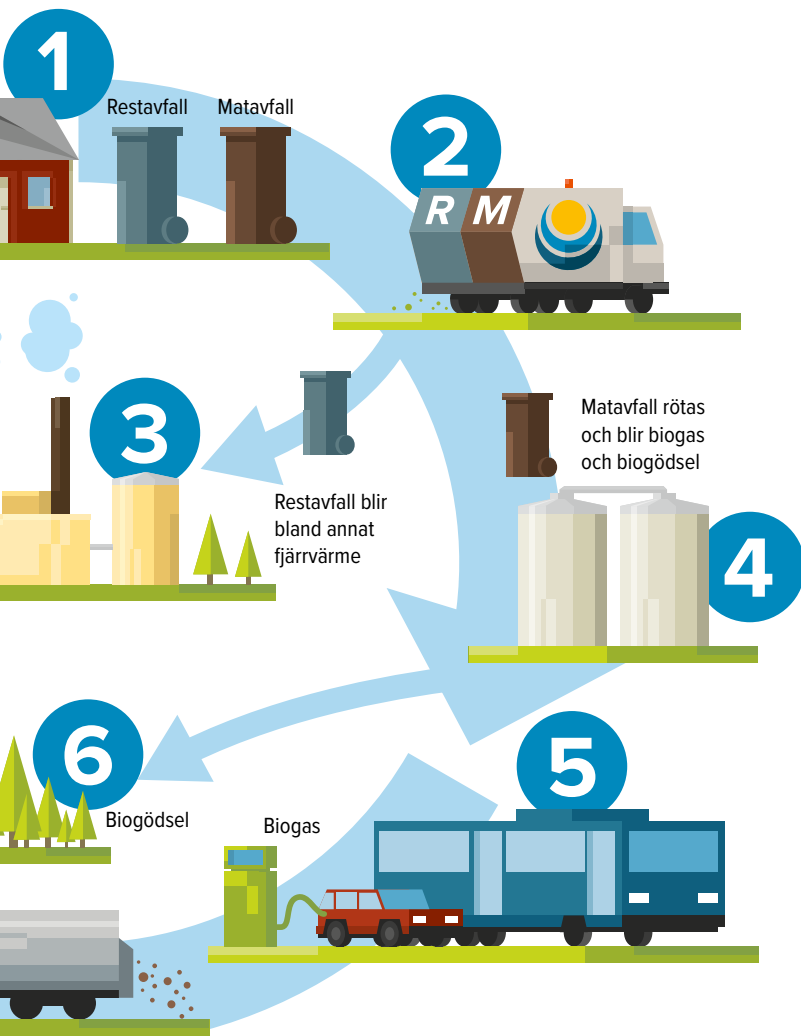 1
Restavfall
Matavfall
2
R M
3
Matavfall rötas
och blir biogas
och biogödsel
Restavfall blir
bland annat
fjärrvärme
4
6
5
Biogödsel
Biogas